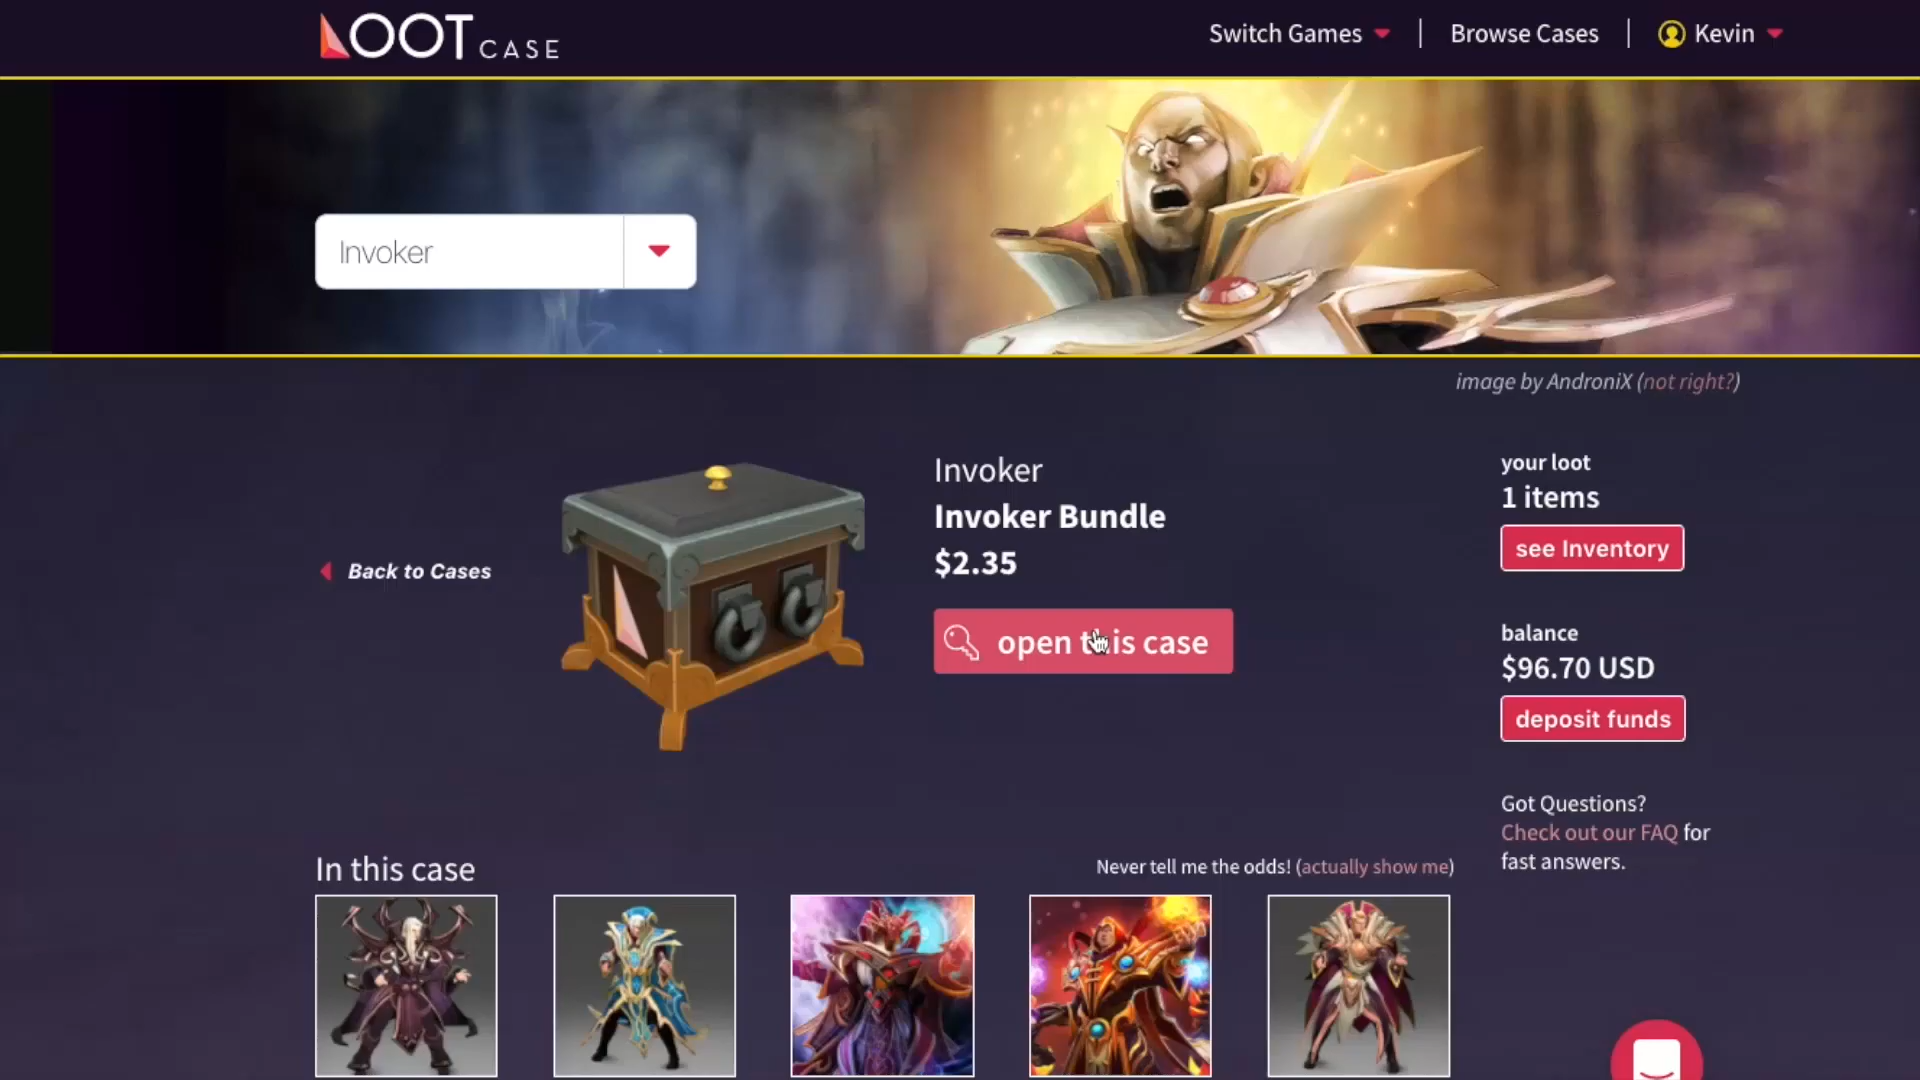 LOOT CASE
Switch Games
Browse Cases
Kevin
Invoker
image by AndroniX (not right?)
Back to Cases
Invoker
Invoker Bundle
$2.35
open this case
your loot
1 items
see Inventory
balance
$96.70 USD
deposit funds
Got Questions?
Check out our FAQ for
fast answers.
In this case
Never tell me the odds! (actually show me)